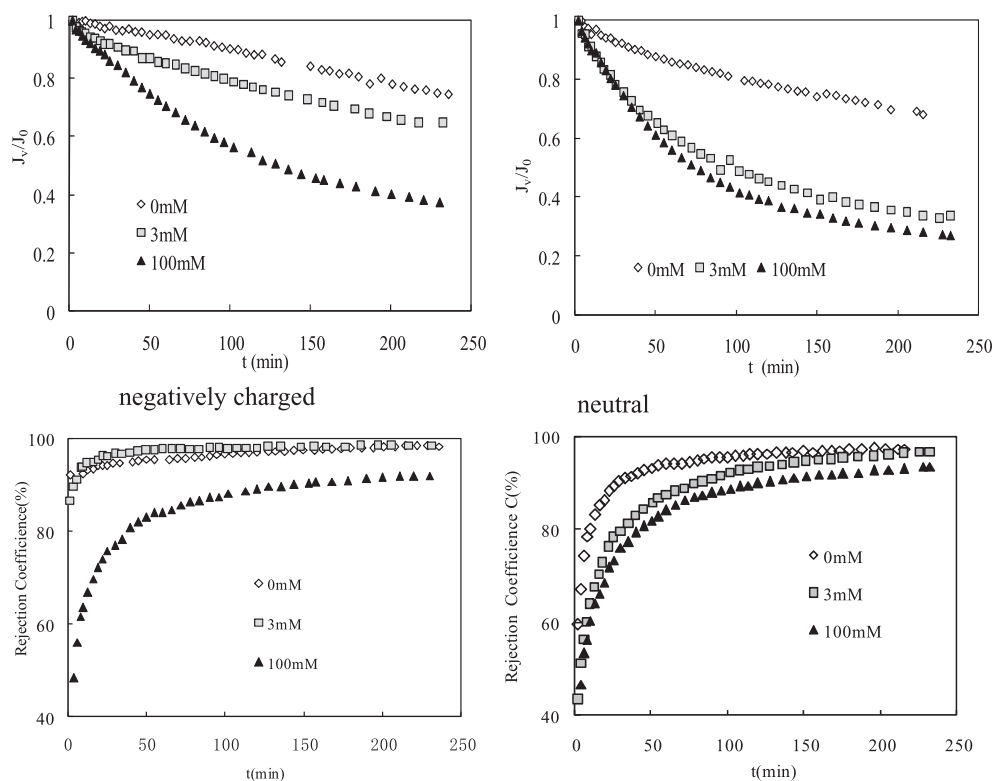 1
0.8
0.6
0.4
0.2
0
Jv/J0
0mM
3mM
100mM
0 50 100 150 200 250
t (min)
1
0.8
0.6
0.4
0.2
0
Jv/J0
0mM 3mM 100mM
0 50 100 150 200 250
t (min)
negatively charged
neutral
100
80
60
40
Rejection Coefficience(%)
0mM
3mM
100mM
0 50 100 150 200 250
t(min)
100
80
60
40
Rejection Coefficience C(%)
0mM
3mM
100mM
0 50 100 150 200 250
t(min)